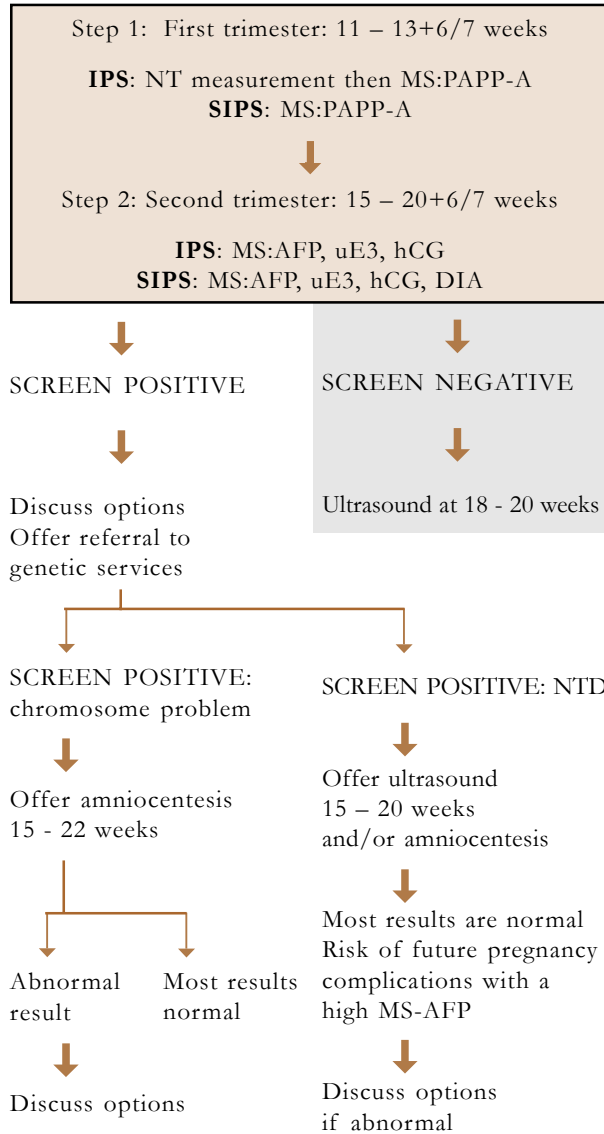 Step 1: First trimester: 11 – 13+6/7 weeks
IPS: NT measurement then MS:PAPP-A
SIPS: MS:PAPP-A
Step 2: Second trimester: 15 – 20+6/7 weeks
IPS: MS:AFP, uE3, hCG
SIPS: MS:AFP, uE3, hCG, DIA
SCREEN POSITIVE
SCREEN NEGATIVE
Discuss options
Offer referral to
genetic services
Ultrasound at 18 - 20 weeks
SCREEN POSITIVE:
chromosome problem
SCREEN POSITIVE: NTD
Offer amniocentesis
15 - 22 weeks
Offer ultrasound
15 – 20 weeks
and/or amniocentesis
Abnormal
result
Most results
normal
Most results are normal
Risk of future pregnancy
complications with a
high MS-AFP
Discuss options
Discuss options
if abnormal